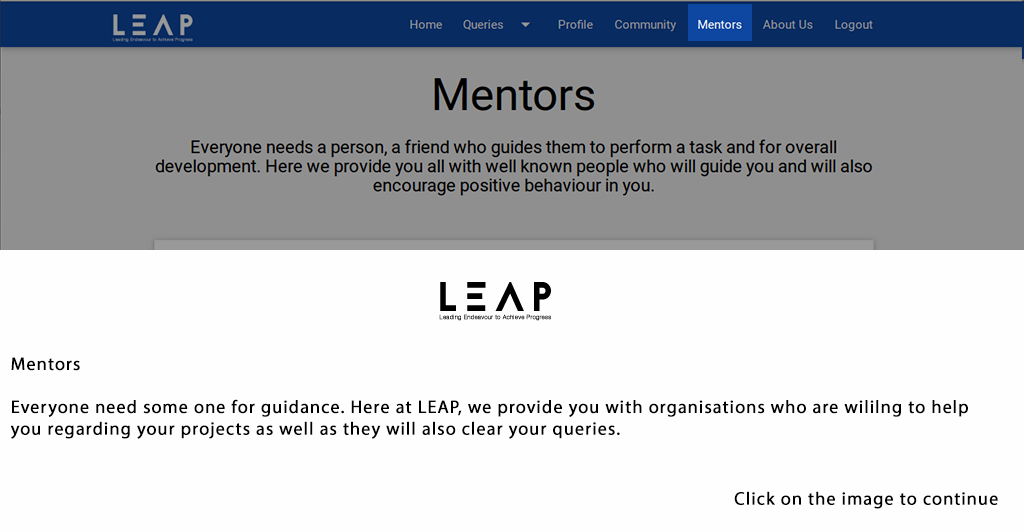 LEAP
Leading Endeavour to Achieve Progress
Home Queries Profile Community Mentors About Us Logout
Mentors
Everyone needs a person, a friend who guides them to perform a task and for overall
development. Here we provide you all with well known people who will guide you and will also
encourage positive behaviour in you.
LEAP
Leading Endeavour to Achieve Progress
Mentors
Everyone need some one for guidance. Here at LEAP, we provide you with organisations who are wililng to help
you regarding your projects as well as they will also clear your queries.
Click on the image to continue